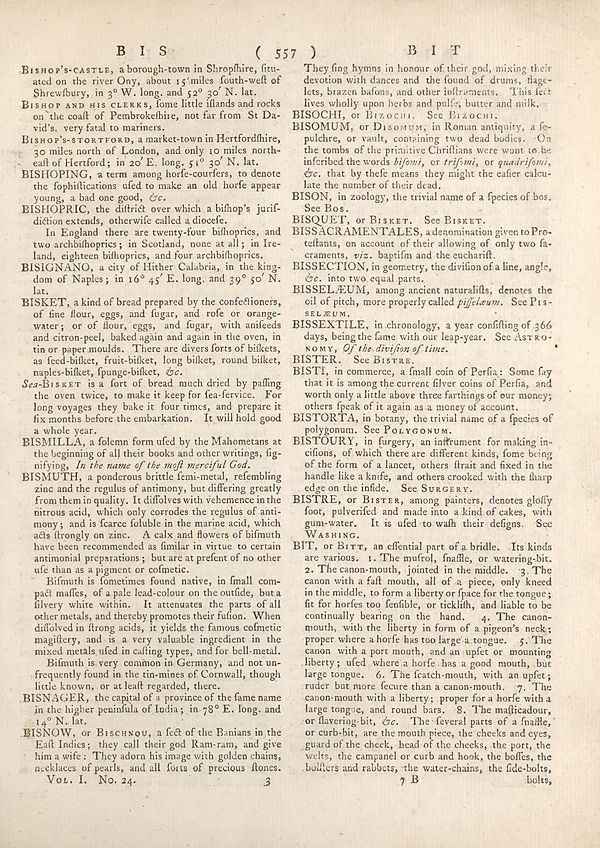 B I S ( 557 ) B I T
BISHOP'S-CASTLE, a borough-town in Shropſhire, ſitu-
ated on the river Ony, about 15 miles ſouth-weſt of
Shrewſbury, in 3° W. long. and 52° 30′ N. lat.
BISHOP AND HIS CLERKS, ſome little iſlands and rocks
on the coaſt of Pembrokeſhire, not far from St Da-
vid's, very fatal to mariners.
BISHOP'S-STORTFORD, a market-town in Hertfordſhire,
30 miles north of London, and only 10 miles north-
eaſt of Hertford; in 20′ E. long. 51° 30′ N. lat.
BISHOPING, a term among horſe-courſers, to denote
the ſophiſtications uſed to make an old horſe appear
young, a bad one good, &c.
BISHOPRIC, the diſtrict over which a biſhop's juriſ-
diction extends, otherwiſe called a dioceſe.
In England there are twenty-four biſhoprics, and
two archbiſhoprics; in Scotland, none at all; in Ire-
land, eighteen biſhoprics, and four archbiſhoprics.
BISIGNANO, a city of Hither Calabria, in the king-
dom of Naples; in 16° 45′ E. long. and 39° 50′ N.
lat.
BISKET, a kind of bread prepared by the confectioners,
of fine flour, eggs, and ſugar, and roſe or orange-
water; or of flour, eggs, and ſugar, with aniſeeds
and citron-peel, baked again and again in the oven, in
tin or paper moulds. There are divers ſorts of biſkets,
as ſeed-biſket, fruit-biſket, long biſket, round biſket,
naples-biſket, ſpunge-biſket, &c.
Sea-BISKET is a ſort of bread much dried by paſſing
the oven twice, to make it keep for ſea-ſervice. For
long voyages they bake it four times, and prepare it
ſix months before the embarkation. It will hold good
a whole year.
BISMILLA, a ſolemn form uſed by the Mahometans at
the beginning of all their books and other writings, ſig-
nifying, In the name of the moſt merciful God.
BISMUTH, a ponderous brittle ſemi-metal, reſembling
zinc and the regulus of antimony, but differing greatly
from them in quality. It diſſolves with vehemence in the
nitrous acid, which only corrodes the regulus of anti-
mony; and is ſcarce ſoluble in the marine acid, which
acts ſtrongly on zinc. A calx and flowers of biſmuth
have been recommended as ſimilar in virtue to certain
antimonial preparations; but are at preſent of no other
uſe than as a pigment or coſmetic.
Biſmuth is ſometimes found native, in ſmall com-
pact maſſes, of a pale lead-colour on the outſide, but a
ſilvery white within. It attenuates the parts of all
other metals, and thereby promotes their fuſion. When
diſſolved in ſtrong acids, it yields the famous coſmetic
magiſtery, and is a very valuable ingredient in the
mixed metals uſed in caſting types, and for bell-metal.
Biſmuth is very common in Germany, and not un-
frequently found in the tin-mines of Cornwall, though
little known, or at leaſt regarded, there.
BISNAGER, the capital of a province of the ſame name
in the higher peninſula of India; in 78° E. long. and
14° N. lat.
BISNOW, or BISCHNOU, a ſect of the Banians in the
Eaſt Indies; they call their god Ram-ram, and give
him a wife: They adorn his image with golden chains,
necklaces of pearls, and all ſorts of precious ſtones.
VOL. I. No. 24. 3
They ſing hymns in honour of their god, mixing their
devotion with dances and the ſound of drums, flage-
lets, brazen baſons, and other inſtruments. This ſect
lives wholly upon herbs and pulſe, butter and milk.
BISOCHI, or BIZOCHI. See BIZOCHI.
BISOMUM, or DISOMUM, in Roman antiquity, a ſe-
pulchre, or vault, containing two dead bodies. On
the tombs of the primitive Chriſtians were wont to be
inſcribed the words biſomi, or triſomi, or quadriſomi,
&c. that by theſe means they might the eaſier calcu-
late the number of their dead.
BISON, in zoology, the trivial name of a ſpecies of bos.
See BOS.
BISQUET, or BISKET. See BISKET.
BISSACRAMENTALES, a denomination given to Pro-
teſtants, on account of their allowing of only two ſa-
craments, viz. baptiſm and the euchariſt.
BISSECTION, in geometry, the diviſion of a line, angle,
&c. into two equal parts.
BISSELÆUM, among ancient naturaliſts, denotes the
oil of pitch, more properly called piſſelæum. See PIS-
SELÆUM.
BISSEXTILE, in chronology, a year conſiſting of 366
days, being the ſame with our leap-year. See ASTRO-
NOMY, Of the diviſion of time.
BISTER. See BISTRE.
BISTI, in commerce, a ſmall coin of Perſia: Some ſay
that it is among the current ſilver coins of Perſia, and
worth only a little above three farthings of our money;
others ſpeak of it again as a money of account.
BISTORTA, in botany, the trivial name of a ſpecies of
polygonum. See POLYGONUM.
BISTOURY, in ſurgery, an inſtrument for making in-
ciſions, of which there are different kinds, ſome being
of the form of a lancet, others ſtrait and fixed in the
handle like a knife, and others crooked with the ſharp
edge on the inſide. See SURGERY.
BISTRE, or BISTER, among painters, denotes gloſſy
ſoot, pulveriſed and made into a kind of cakes, with
gum-water. It is uſed to waſh their deſigns. See
WASHING.
BIT, or BITT, an eſſential part of a bridle. Its kinds
are various. 1. The muſrol, ſnaffle, or watering-bit.
2. The canon-mouth, jointed in the middle. 3. The
canon with a faſt mouth, all of a piece, only kneed
in the middle, to form a liberty or ſpace for the tongue;
fit for horſes too ſenſible, or tickliſh, and liable to be
continually bearing on the hand. 4. The canon-
mouth, with the liberty in form of a pigeon's neck;
proper where a horſe has too large a tongue. 5. The
canon with a port mouth, and an upſet or mounting
liberty; uſed where a horſe has a good mouth, but
large tongue. 6. The ſcatch-mouth, with an upſet;
ruder but more ſecure than a canon-mouth. 7. The
canon-mouth with a liberty; proper for a horſe with a
large tongue, and round bars. 8. The maſticadour,
or ſlavering-bit, &c. The ſeveral parts of a ſnaffle,
or curb-bit, are the mouth piece, the cheeks and eyes,
guard of the cheek, head of the cheeks, the port, the
welts, the campanel or curb and hook, the boſſes, the
bolſters and rabbets, the water-chains, the ſide-bolts,
7 B bolts,